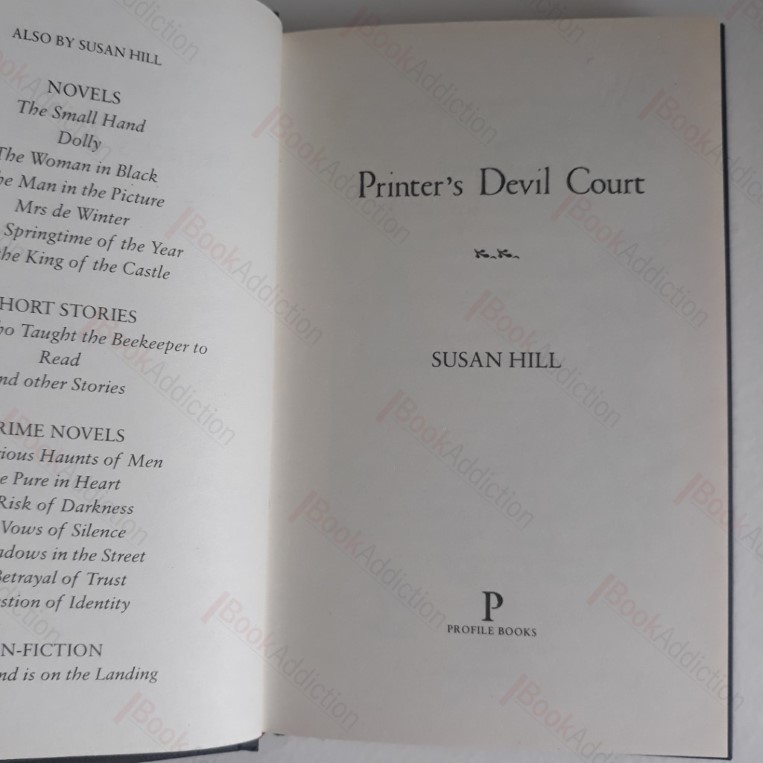 ALSO BY SUSAN HILL
NOVELS
The Small Hand
Dolly
The Woman in Black
he Man in the Picture
Mrs de Winter
Springtime of the Year
he King of the Castle
HORT STORIES
ho Taught the Beekeeper to
Read
nd other Stories
RIME NOVELS
ious Haunts of Men
e Pure in Heart
Risk of Darkness
Vows of Silence
adows in the Street
Betrayal of Trust
stion of Identity
N-FICTION
nd is on the Landing
Printer's Devil Court
SUSAN HILL
P
PROFILE BOOKS
BookAddiction